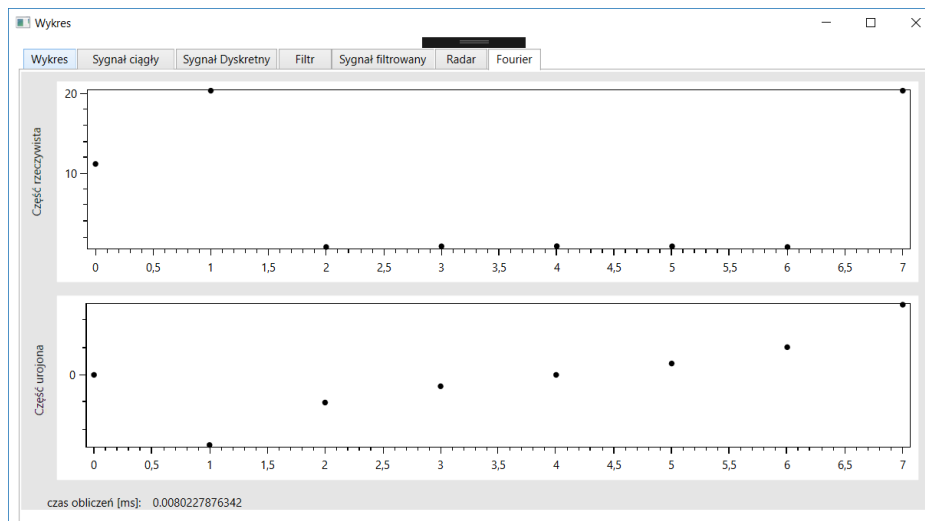 Wykres
Wykres Sygnał ciągły Sygnał Dyskretny Filtr Sygnał filtrowany Radar Fourier
Część rzeczywista
20
10
0 0,5 1 1,5 2 2,5 3 3,5 4 4,5 5 5,5 6 6,5 7
Część urojona
0
0 0,5 1 1,5 2 2,5 3 3,5 4 4,5 5 5,5 6 6,5 7
czas obliczeń [ms]: 0.0080227876342